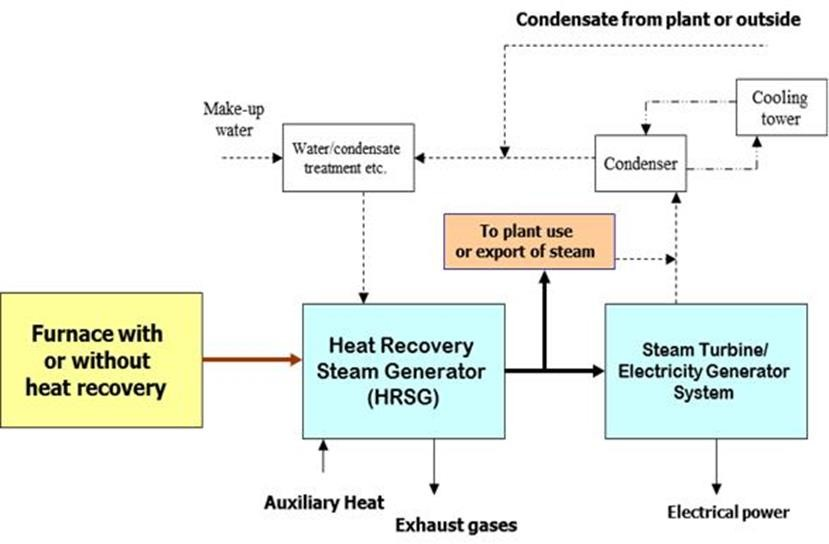 Condensate from plant or outside
Cooling
tower
Make-up
water
Water/condensate
treatment etc.
Condenser
To plant use
or export of steam
Furnace with
or without
heat recovery
Heat Recovery
Steam Generator
(HRSG)
Steam Turbine/
Electricity Generator
System
Auxiliary Heat
Exhaust gases
Electrical power